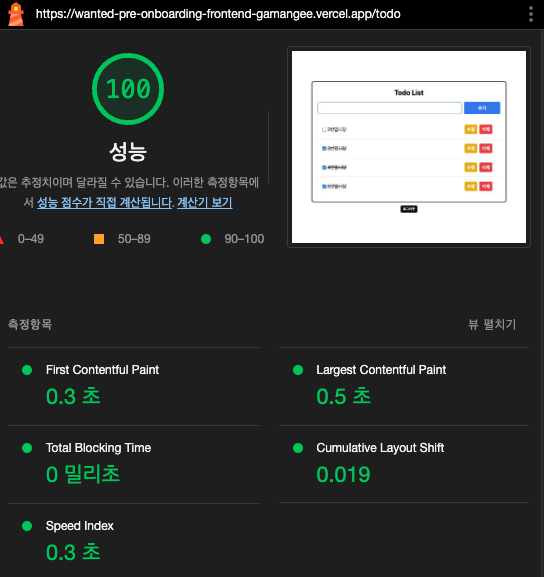 https://wanted-pre-onboarding-frontend-gamangee.vercel.app/todo
100
성능
값은 추정치이며 달라질 수 있습니다. 이러한 측정항목에
서 성능 점수가 직접 계산됩니다. 계산기 보기
0–49
50–89
90–100
Todo List
추가
수정 삭제
수정 삭제
수정 삭제
수정 삭제
로그아웃
측정항목
뷰 펼치기
First Contentful Paint
0.3 초
Largest Contentful Paint
0.5 초
Total Blocking Time
0 밀리초
Cumulative Layout Shift
0.019
Speed Index
0.3 초